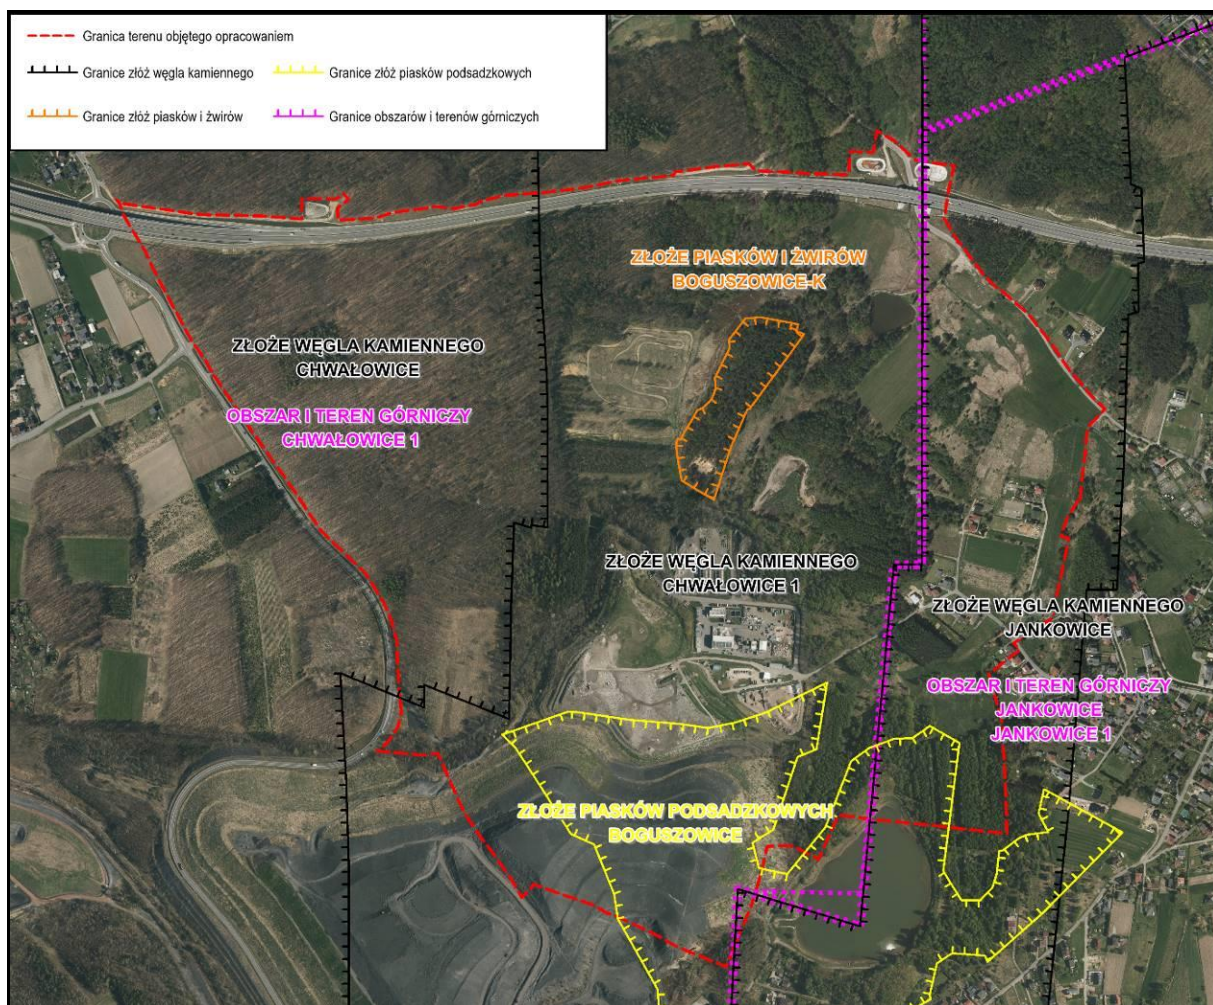 Granica terenu objętego opracowaniem
Granice złóż węgla kamiennego
Granice złóż piasków podsadzkowych
Granice złóż piasków i żwirów
Granice obszarów i terenów górniczych
ZŁOŻE PIASKÓW I ŻWIRÓW
BOGUSZOWICE-K
ZŁOŻE WĘGLA KAMIENNEGO
CHWAŁOWICE
OBSZAR I TEREN GÓRNICZY
CHWAŁOWICE 1
ZŁOŻE WĘGLA KAMIENNEGO
CHWAŁOWICE 1
ZŁOŻE WĘGLA KAMIENNEGO
JANKOWICE
OBSZAR I TEREN GÓRNICZY
JANKOWICE
JANKOWICE 1
ZŁOŻE PIASKÓW PODSADZKOWYCH
BOGUSZOWICE